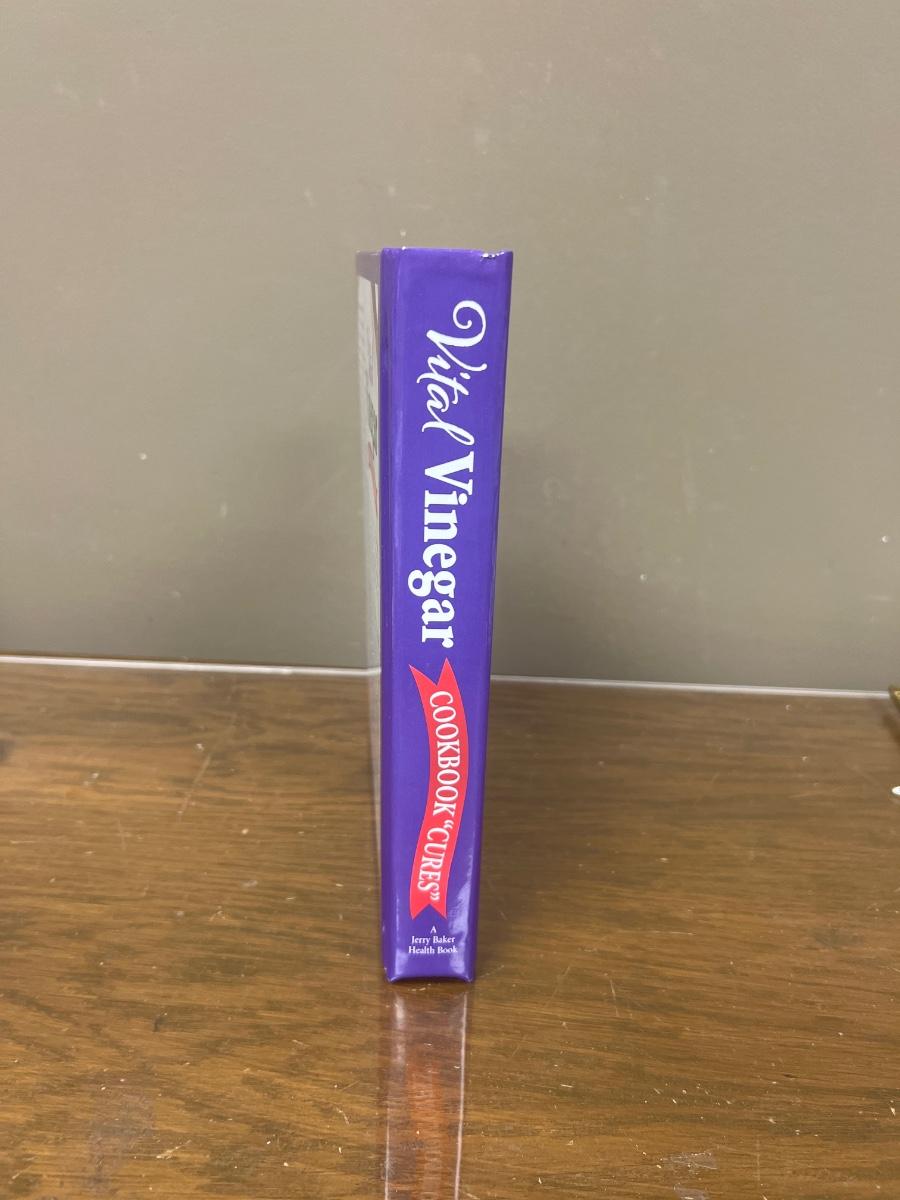 Vital Vinegar
COOKBOOK “CURES”
A
Jerry Baker
Health Book